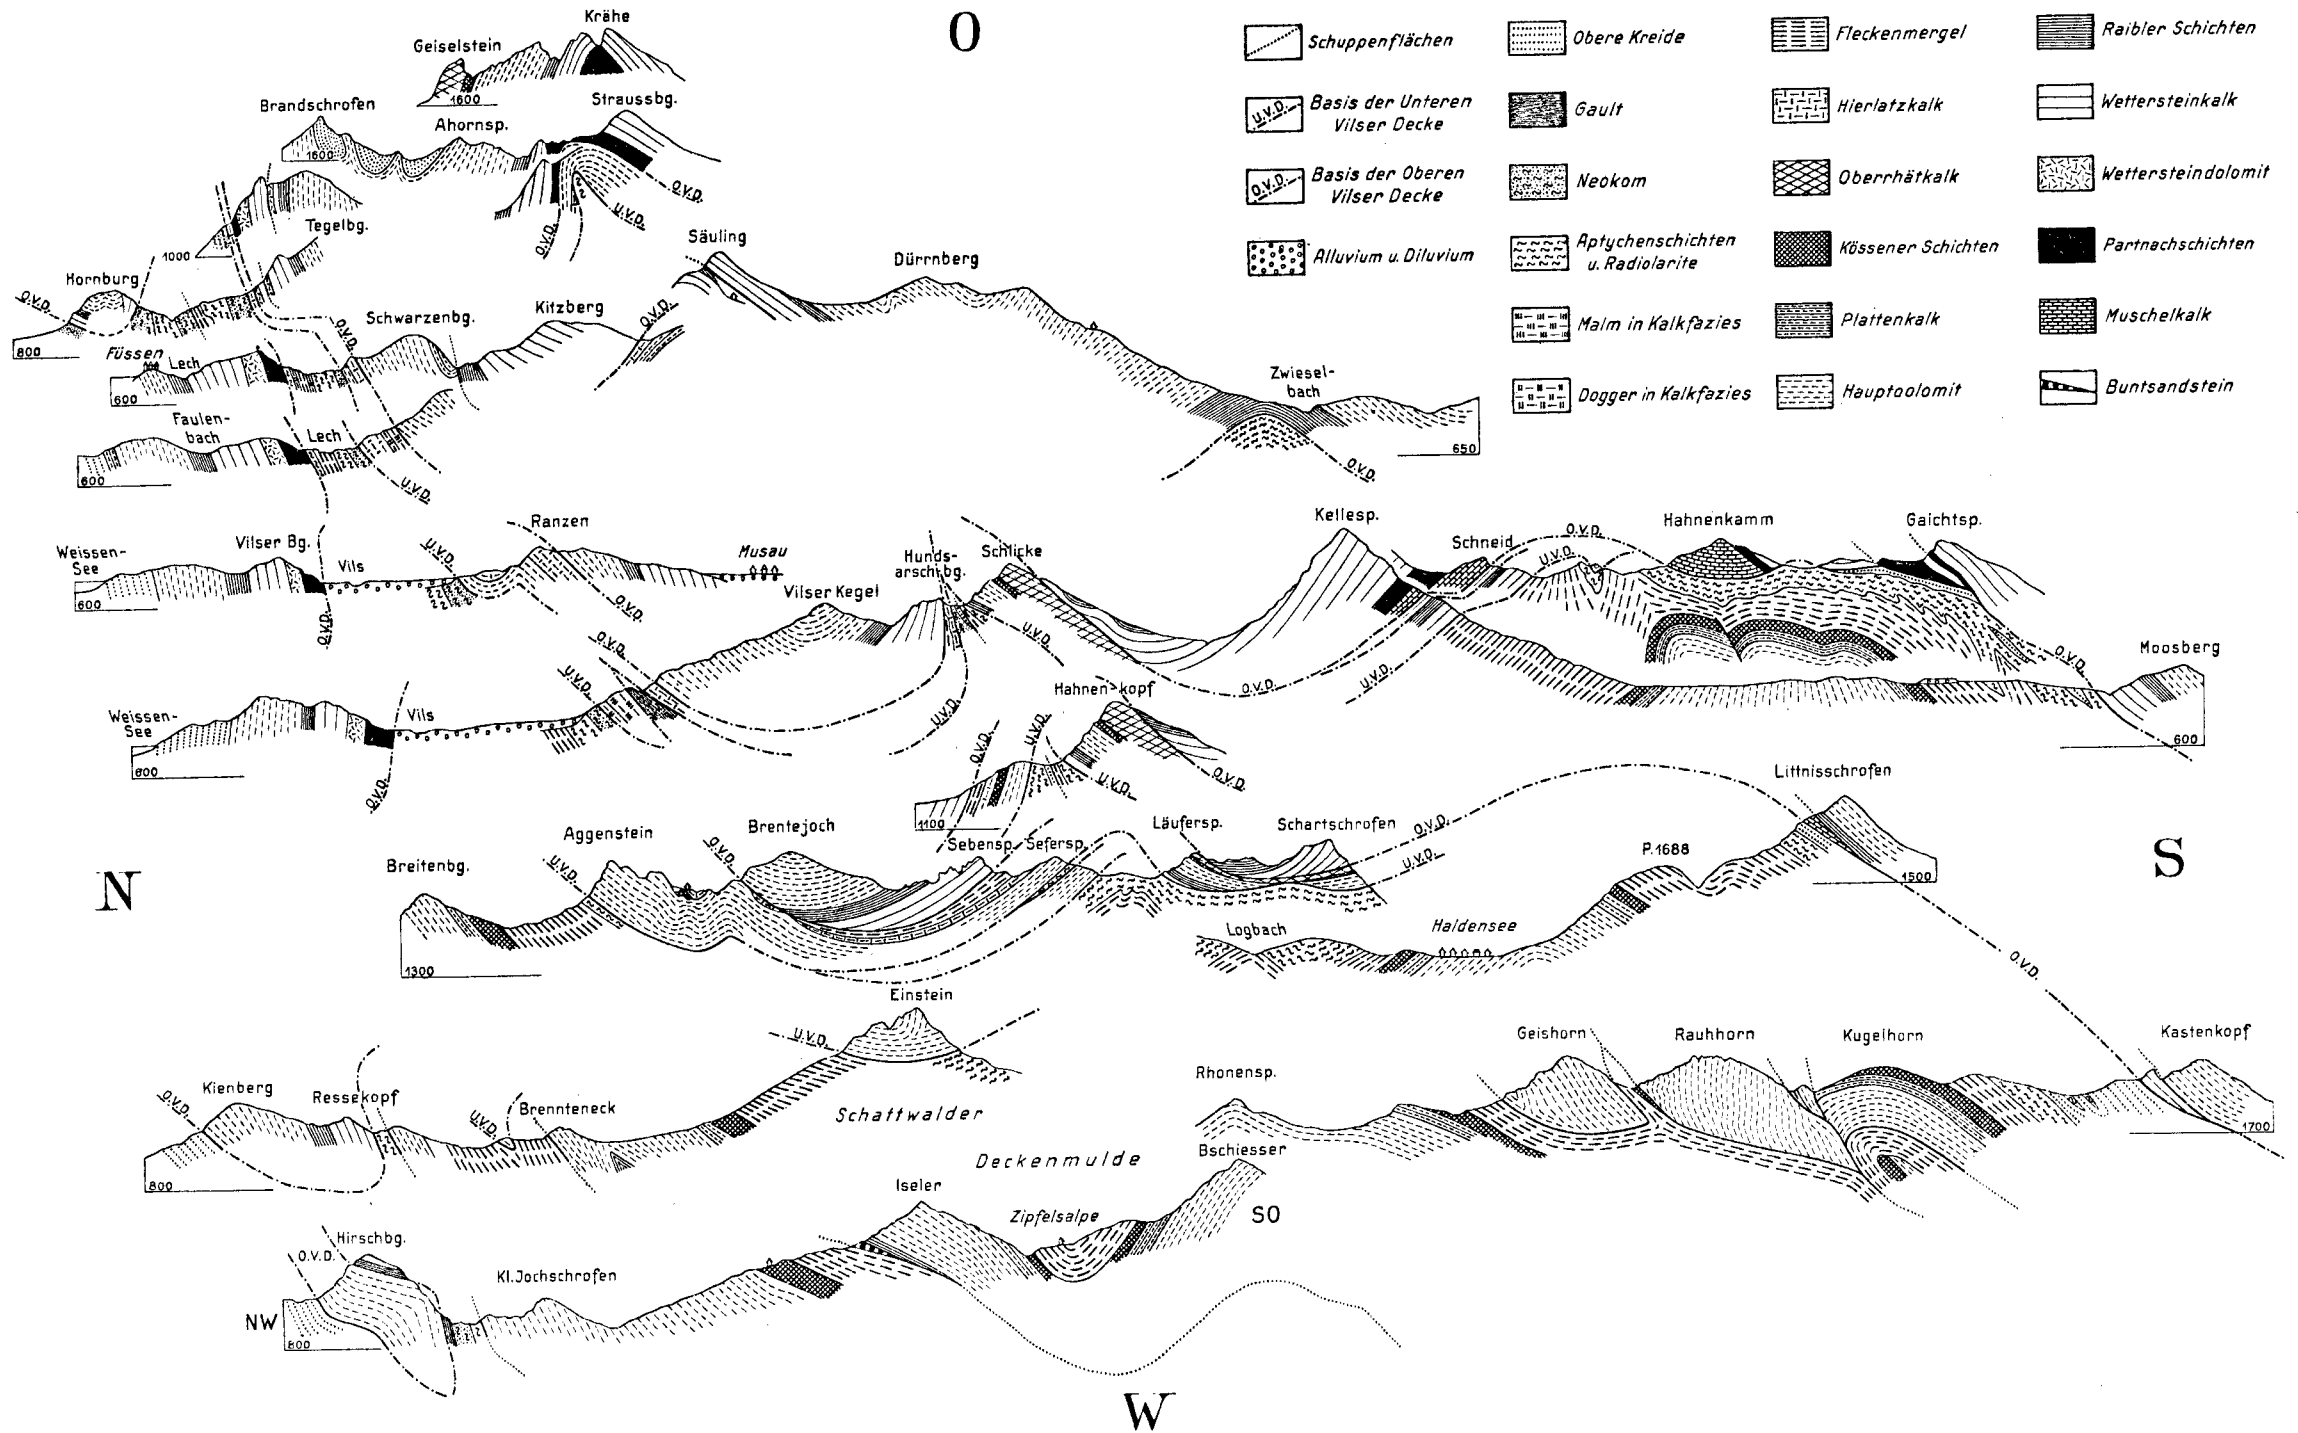 O
Krähe
Geiselstein
1600
Brandschrofen
Ahornsp.
Straussbg.
1600
O.V.D.
U.V.D.
O.V.D.
Tegelbg.
1000
Hornburg
O.V.D.
800
Säuling
Dürrnberg
Kitzberg
Schwarzenbg.
O.V.D.
O.V.D.
Füssen
Lech
600
Zwiesel-
bach
650
O.V.D.
Faulen-
bach
Lech
600
U.V.D.
Schuppenflächen
U.V.D.
Basis der Unteren
Vilser Decke
O.V.D.
Basis der Oberen
Vilser Decke
Alluvium u. Diluvium
Obere Kreide
Gault
Neokom
Aptychenschichten
u. Radiolarite
Malm in Kalkfazies
Dogger in Kalkfazies
Fleckenmergel
Hierlatzkalk
Oberrhätkalk
Kössener Schichten
Plattenkalk
Hauptdolomit
Raibler Schichten
Wettersteinkalk
Wettersteindolomit
Partnachschichten
Muschelkalk
Buntsandstein
Weissen-
See
600
Vilser Bg.
Vils
O.V.D.
U.V.D.
Ranzen
O.V.D.
Musau
Vilser Kegel
Hunds-
arschlbg.
Schlicke
U.V.D.
Kellesp.
Schneid
O.V.D.
U.V.D.
Hahnenkamm
Gaichtsp.
O.V.D.
Moosberg
600
Weissen-
See
800
Vils
O.V.D.
U.V.D.
O.V.D.
U.V.D.
O.V.D.
U.V.D.
Hahnen-kopf
O.V.D.
U.V.D.
U.V.D.
O.V.D.
1100
N
S
Breitenbg.
1300
Aggenstein
U.V.D.
O.V.D.
Brentejoch
Sebensp.
Sefersp.
Läufersp.
Schartschrofen
O.V.D.
U.V.D.
Logbach
Haldensee
P.1688
Littnisschrofen
1500
O.V.D.
Einstein
U.V.D.
Kienberg
O.V.D.
800
Ressekopf
U.V.D.
Brennteneck
Schattwalder
Deckenmulde
Rhonensp.
Geishorn
Rauhhorn
Kugelhorn
Kastenkopf
1700
Hirschbg.
O.V.D.
NW
800
Kl.Jochschrofen
Iseler
Zipfelsalpe
Bschiesser
SO
W